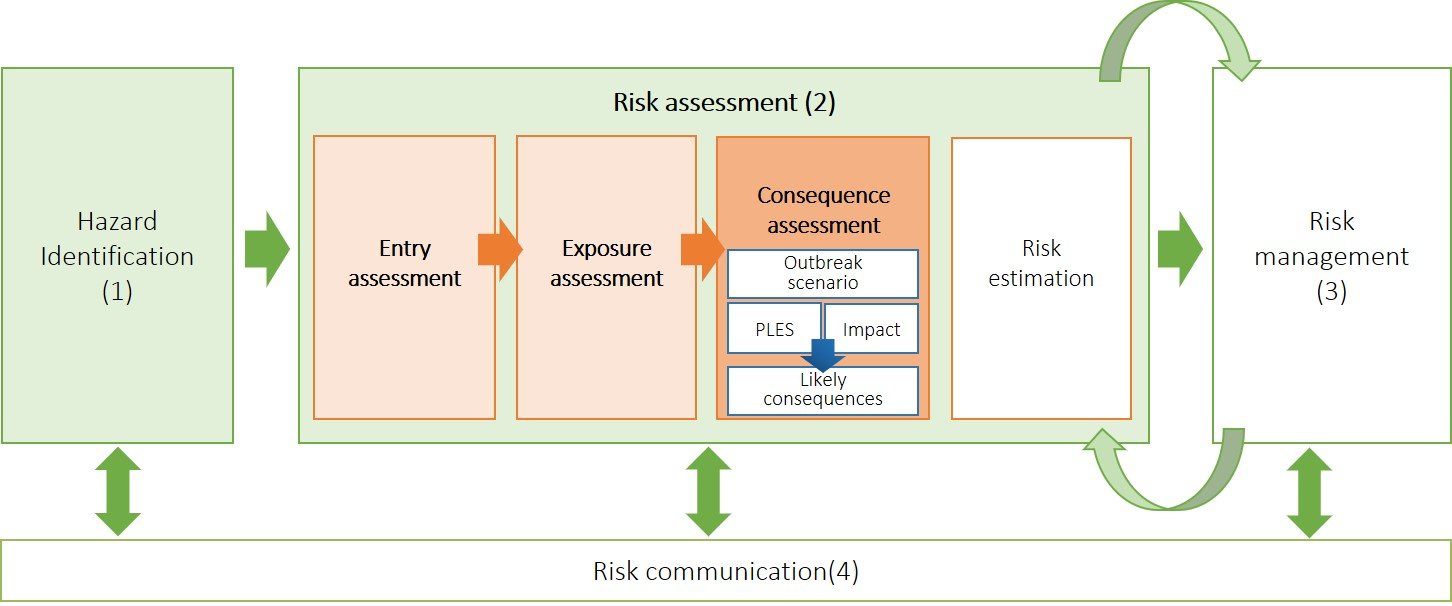 Risk assessment (2)
Hazard
Identification
(1)
Entry
assessment
Exposure
assessment
Consequence
assessment
Outbreak
scenario
PLES
Impact
Likely
consequences
Risk
estimation
Risk
management
(3)
Risk communication(4)